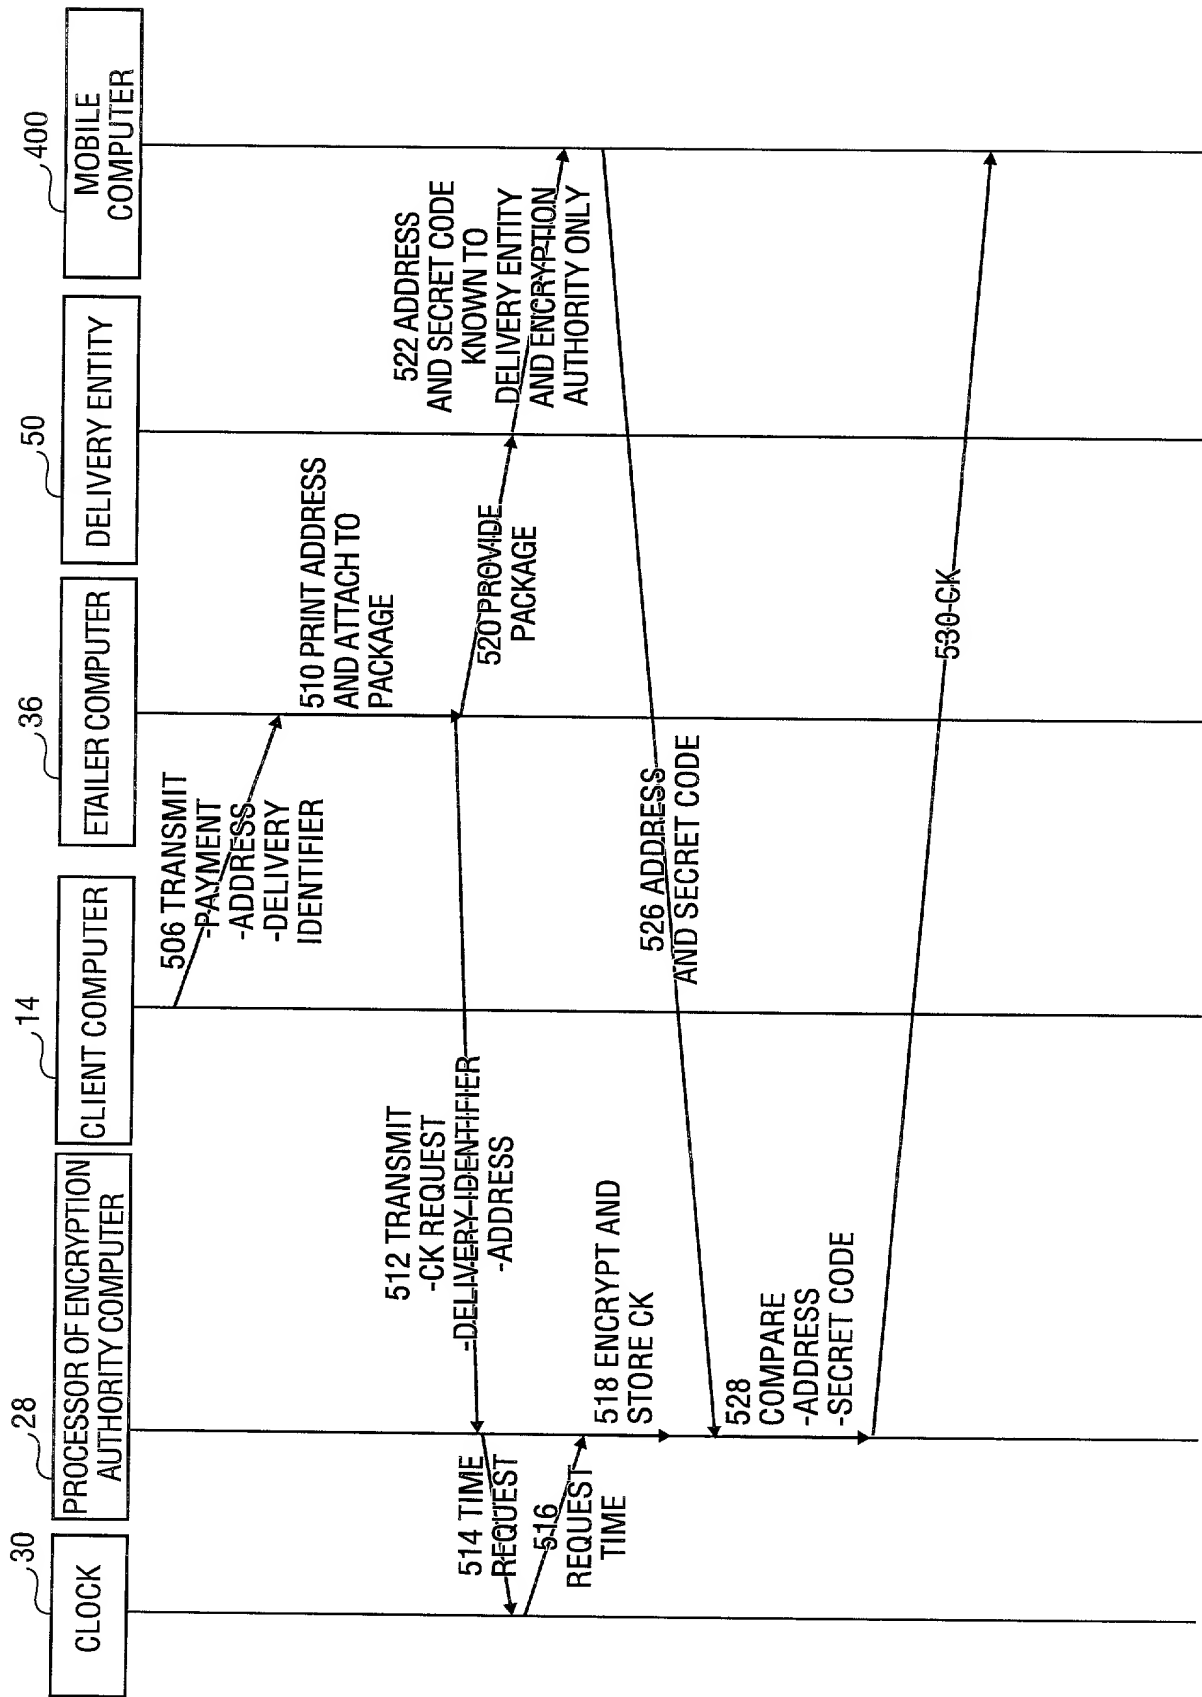 30
CLOCK
28
PROCESSOR OF ENCRYPTION
AUTHORITY COMPUTER
14
CLIENT COMPUTER
36
ETAILER COMPUTER
50
DELIVERY ENTITY
400
MOBILE
COMPUTER
506 TRANSMIT
-PAYMENT
-ADDRESS
-DELIVERY
IDENTIFIER
510 PRINT ADDRESS
AND ATTACH TO
PACKAGE
512 TRANSMIT
-CK REQUEST
-DELIVERY IDENTIFIER
-ADDRESS
514 TIME
REQUEST
516
REQUEST
TIME
518 ENCRYPT AND
STORE CK
520 PROVIDE
PACKAGE
522 ADDRESS
AND SECRET CODE
KNOWN TO
DELIVERY ENTITY
AND ENCRYPTION
AUTHORITY ONLY
526 ADDRESS
AND SECRET CODE
528
COMPARE
-ADDRESS
-SECRET CODE
530 CK